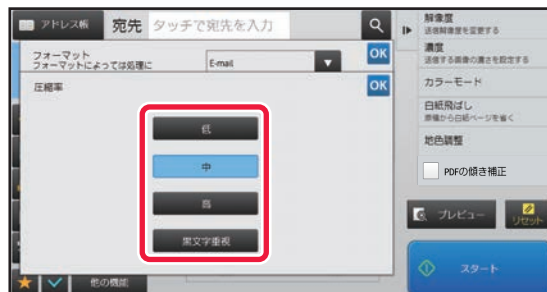 アドレス帳
宛先
タッチで宛先を入力
フォーマット
フォーマットによっては処理に
E-mail
OK
圧縮率
OK
低
中
高
黒文字重視
他の機能
解像度
送信解像度を変更する
濃度
送信する画像の濃さを設定する
カラーモード
白紙飛ばし
原稿から白紙ページを省く
地色調整
PDFの傾き補正
プレビュー
リセット
スタート